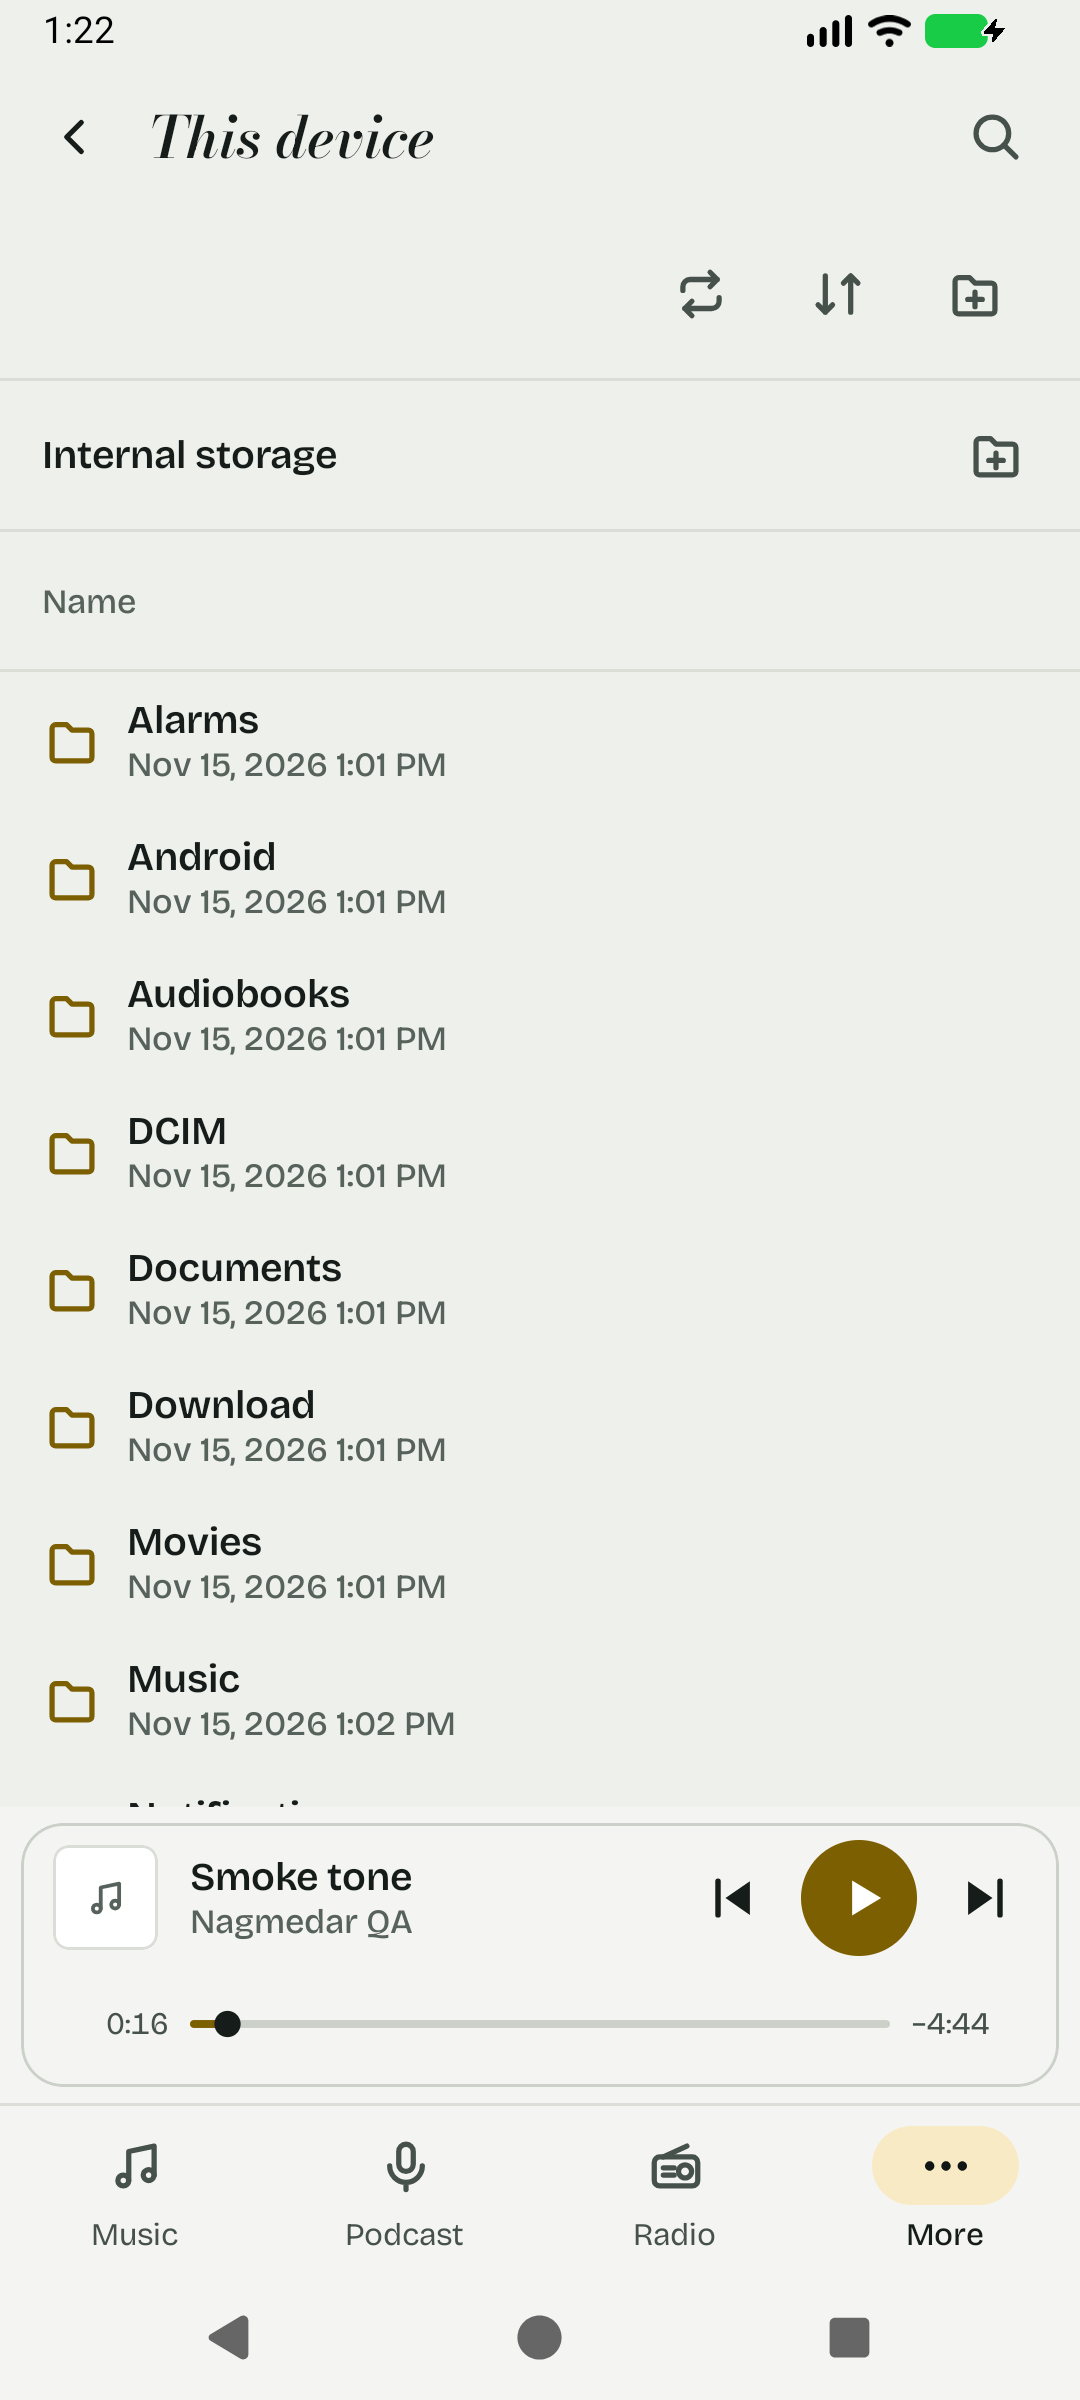 1:22
This device
Internal storage
Name
Alarms
Nov 15, 2026 1:01 PM
Android
Nov 15, 2026 1:01 PM
Audiobooks
Nov 15, 2026 1:01 PM
DCIM
Nov 15, 2026 1:01 PM
Documents
Nov 15, 2026 1:01 PM
Download
Nov 15, 2026 1:01 PM
Movies
Nov 15, 2026 1:01 PM
Music
Nov 15, 2026 1:02 PM
Smoke tone
Nagmedar QA
0:16 -4:44
Music Podcast Radio More